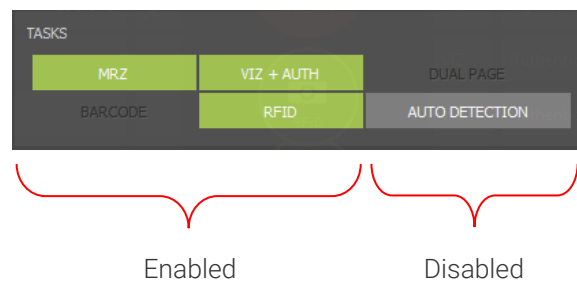 TASKS
MRZ VIZ + AUTH DUAL PAGE
BARCODE RFID AUTO DETECTION
Enabled Disabled